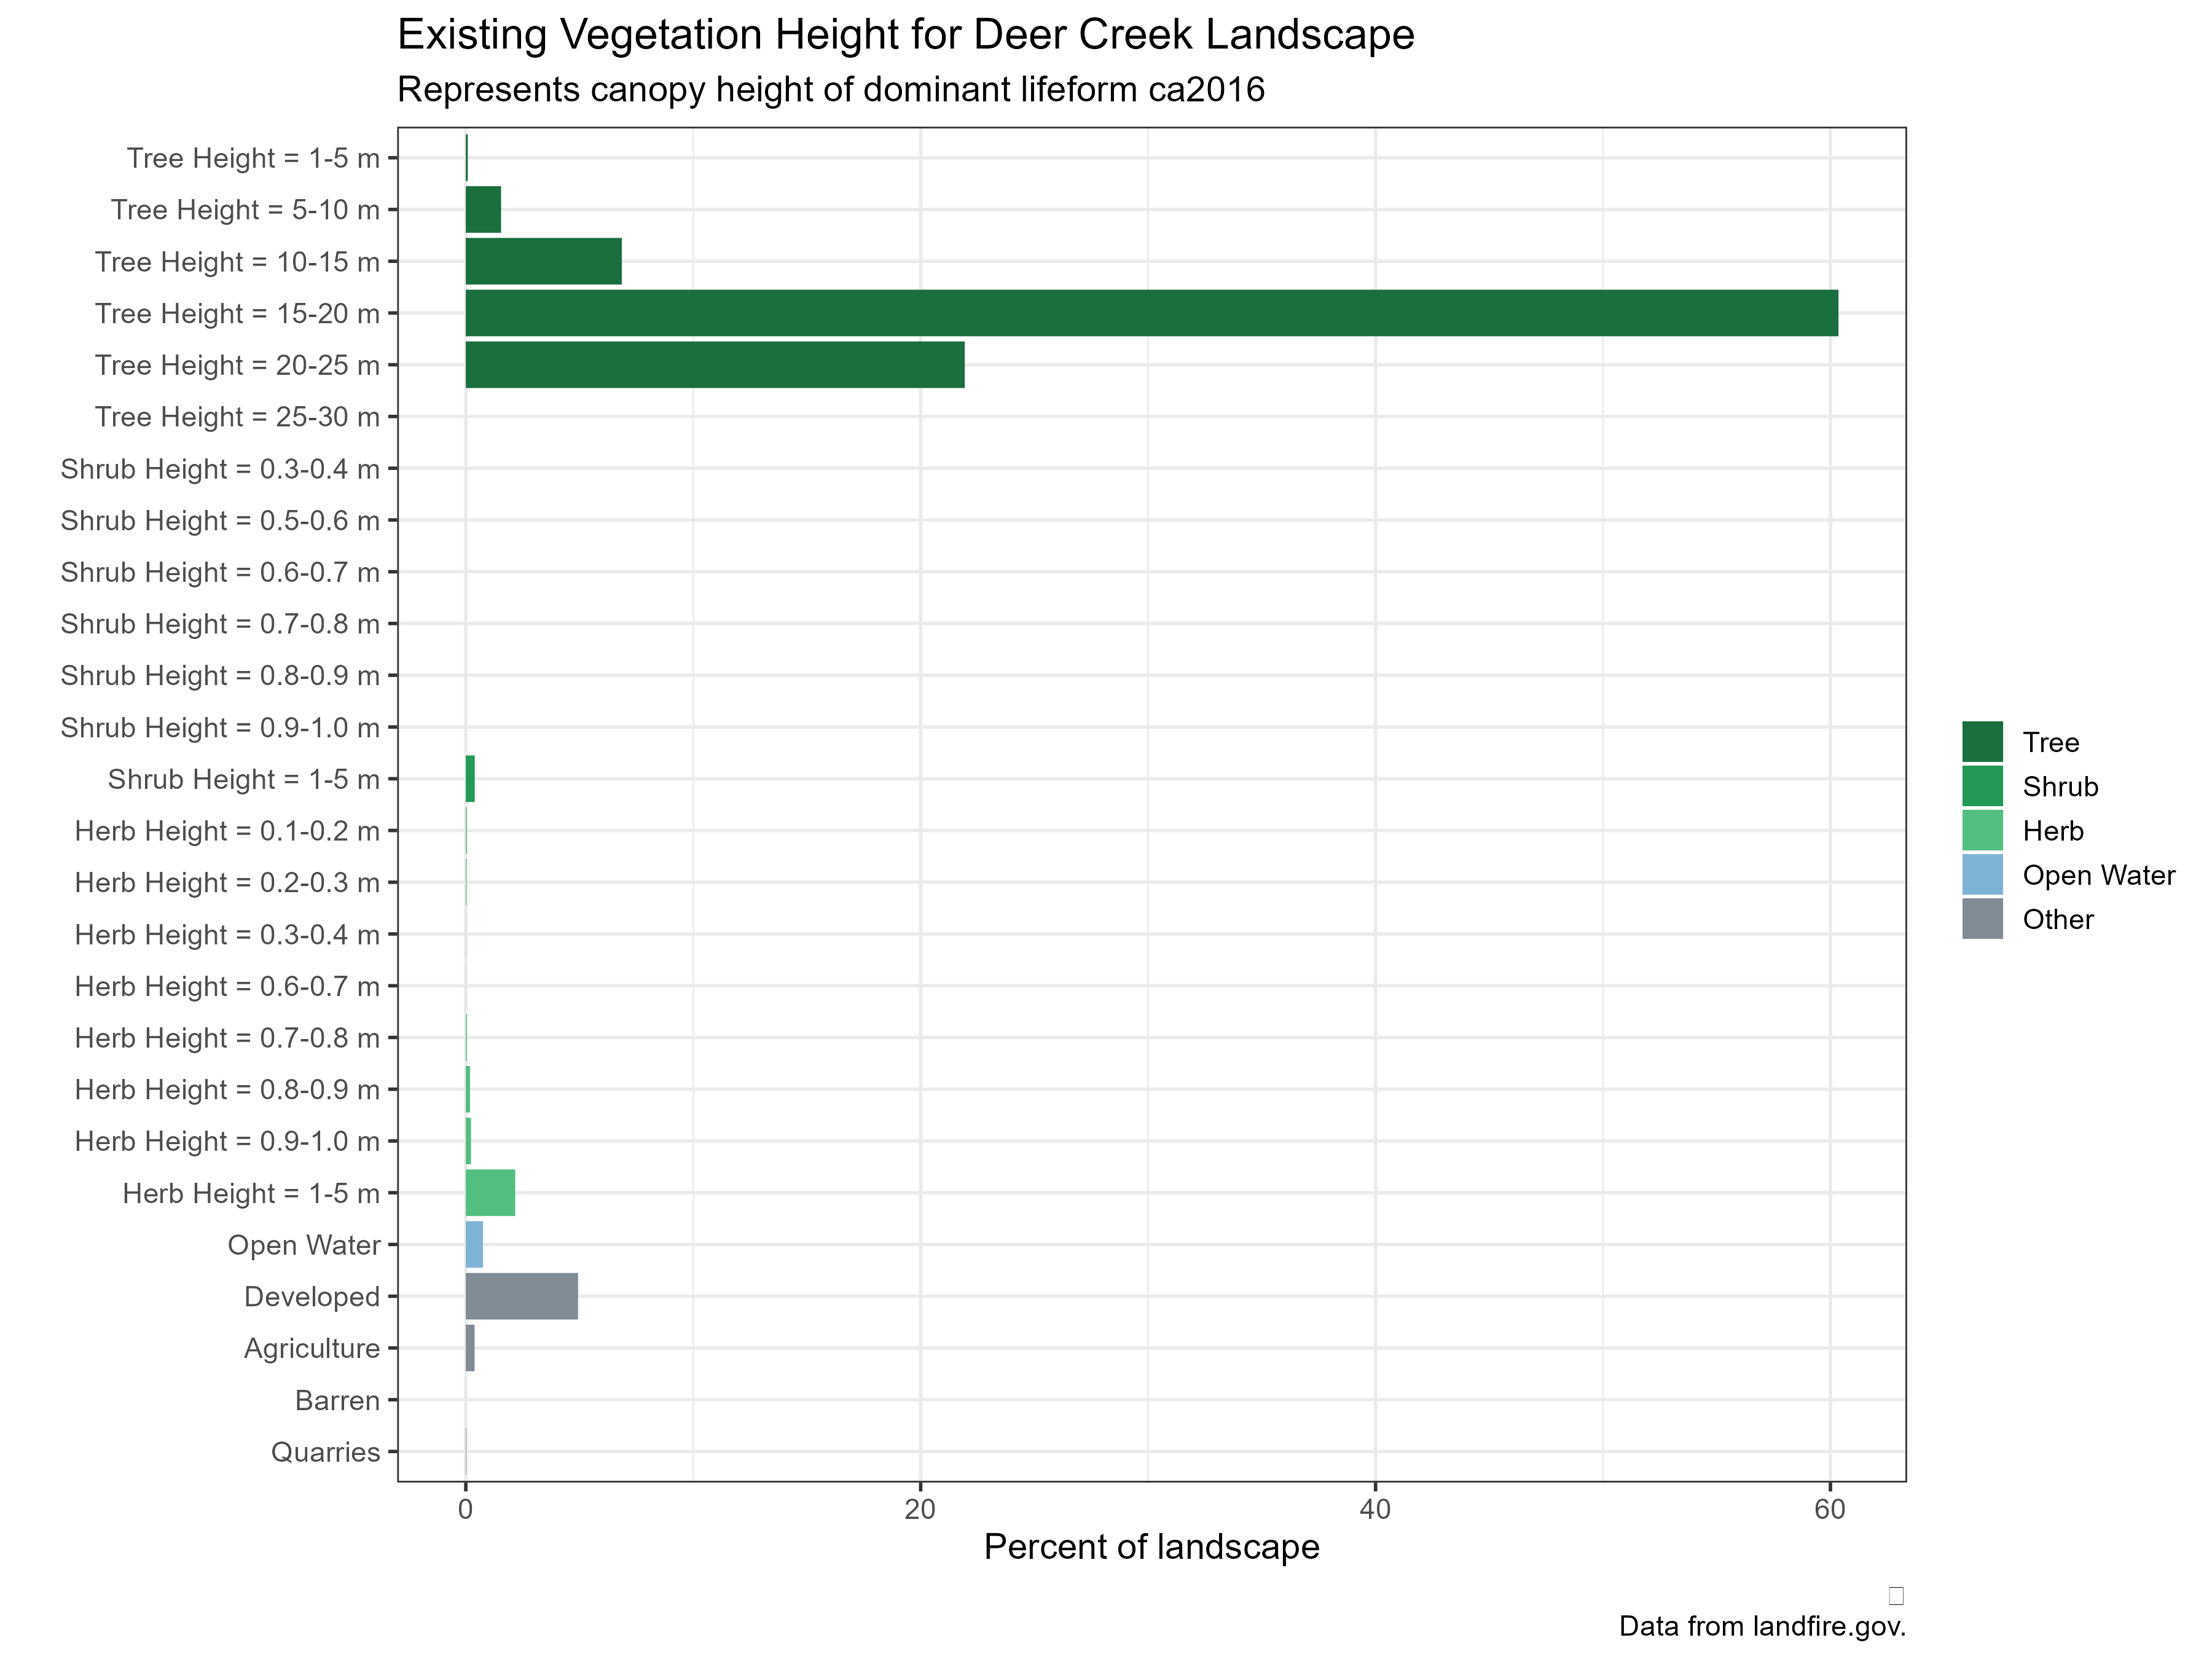 Existing Vegetation Height for Deer Creek Landscape
Represents canopy height of dominant lifeform ca2016
Tree Height = 1-5 m
Tree Height = 5-10 m
Tree Height = 10-15 m
Tree Height = 15-20 m
Tree Height = 20-25 m
Tree Height = 25-30 m
Shrub Height = 0.3-0.4 m
Shrub Height = 0.5-0.6 m
Shrub Height = 0.6-0.7 m
Shrub Height = 0.7-0.8 m
Shrub Height = 0.8-0.9 m
Shrub Height = 0.9-1.0 m
Shrub Height = 1-5 m
Herb Height = 0.1-0.2 m
Herb Height = 0.2-0.3 m
Herb Height = 0.3-0.4 m
Herb Height = 0.6-0.7 m
Herb Height = 0.7-0.8 m
Herb Height = 0.8-0.9 m
Herb Height = 0.9-1.0 m
Herb Height = 1-5 m
Open Water
Developed
Agriculture
Barren
Quarries
0 20 40 60
Percent of landscape
Tree
Shrub
Herb
Open Water
Other
Data from landfire.gov.